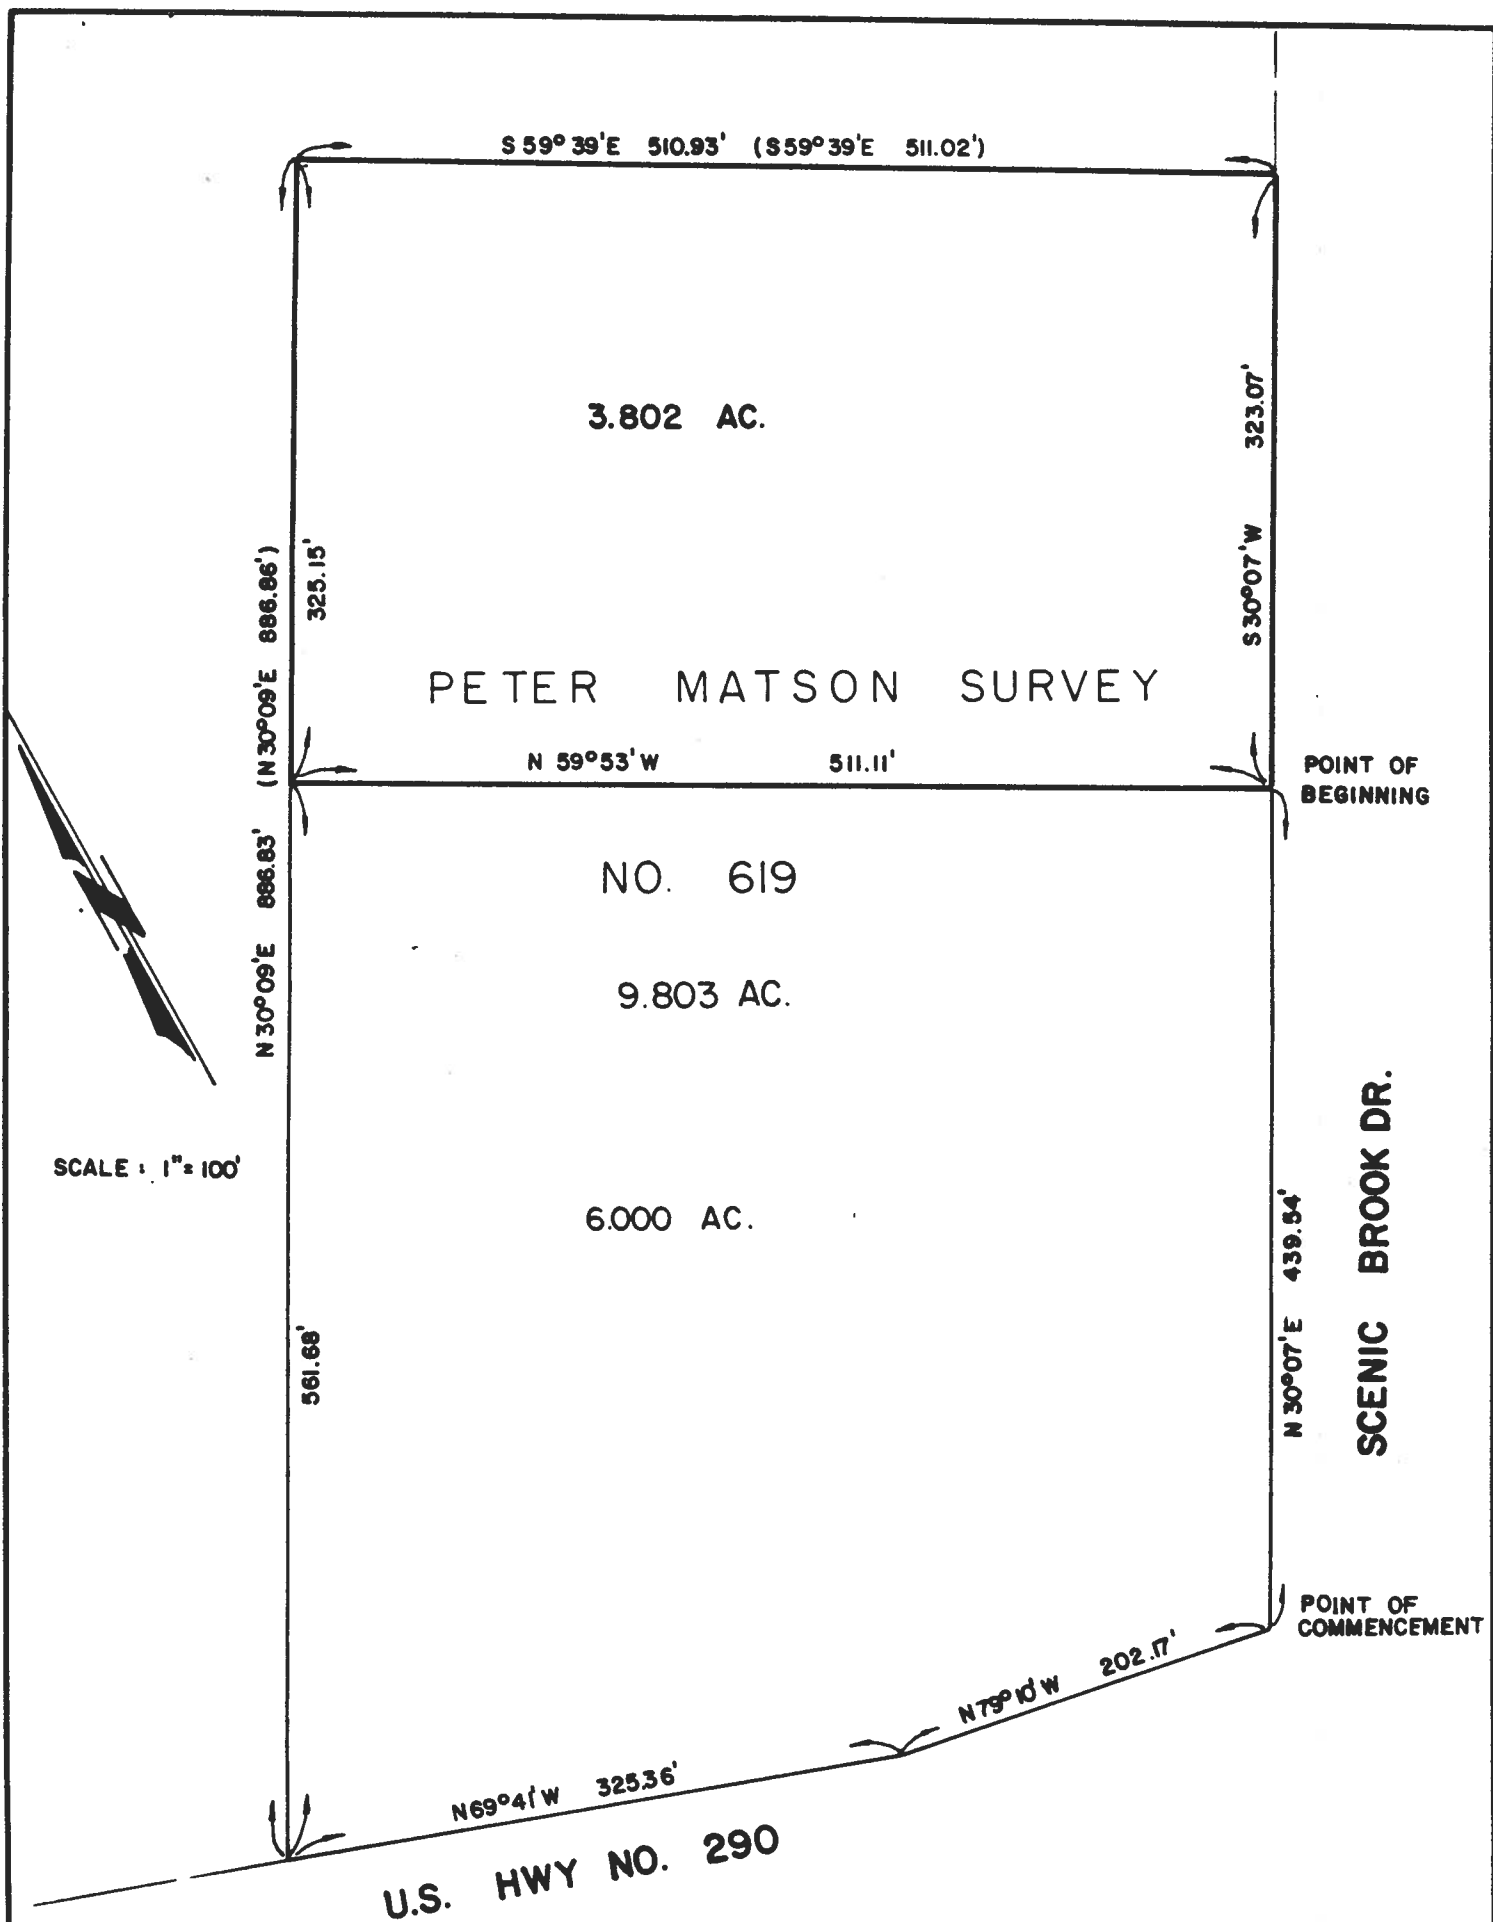 S 59° 39' E 510.93' (S 59° 39' E 511.02')
3.802 AC.
323.07'
S 30° 07' W
325.15'
(N 30° 09' E 886.86')
PETER MATSON SURVEY
N 59° 53' W 511.11'
POINT OF
BEGINNING
N 30° 09' E 886.83'
NO. 619
9.803 AC.
SCALE : 1" = 100'
6.000 AC.
561.68'
N 30° 07' E 439.54'
SCENIC BROOK DR.
POINT OF
COMMENCEMENT
N 79° 10' W 202.17'
N 69° 41' W 325.36'
U.S. HWY NO. 290